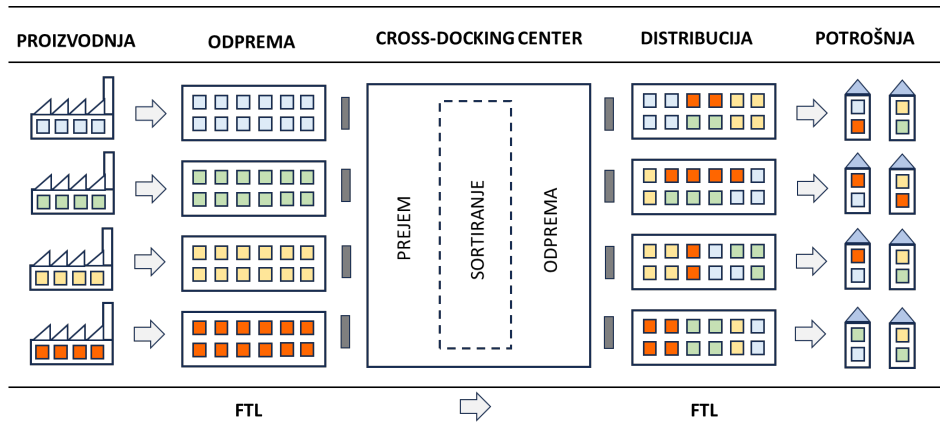 PROIZVODNJA
ODPREMA
CROSS-DOCKING CENTER
DISTRIBUCIJA
POTROŠNJA
PREJEM
SORTIRANJE
ODPREMA
FTL
FTL